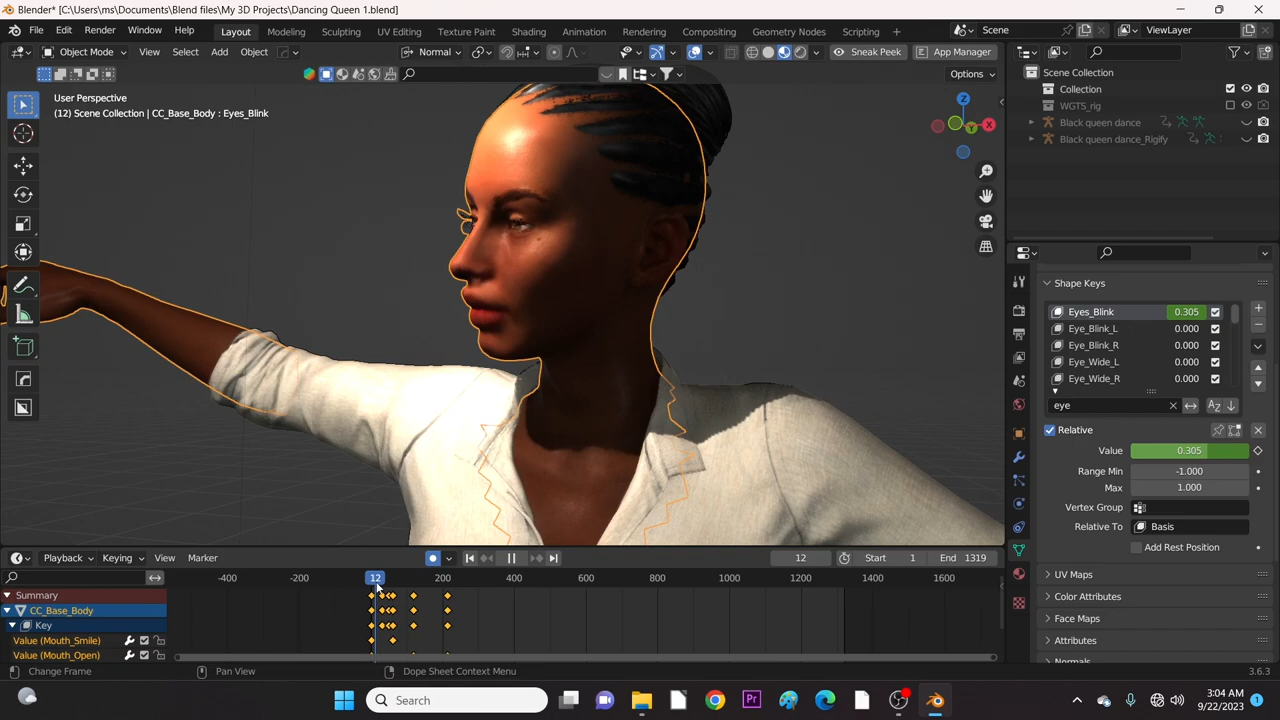 Blender* [C:\Users\ms\Documents\Blend files\My 3D Projects\Dancing Queen 1.blend]
File Edit Render Window Help Layout Modeling Sculpting UV Editing Texture Paint Shading Animation Rendering Compositing Geometry Nodes Scripting + Scene ViewLayer
Object Mode View Select Add Object Normal Sneak Peek App Manager
Options
User Perspective
(12) Scene Collection | CC_Base_Body : Eyes_Blink
Z
X
Y
Scene Collection
Collection
WGTS_rig
Black queen dance
Black queen dance_Rigify
Shape Keys
Eyes_Blink 0.305
Eye_Blink_L 0.000
Eye_Blink_R 0.000
Eye_Wide_L 0.000
Eye_Wide_R 0.000
eye
Relative
Value 0.305
Range Min -1.000
Max 1.000
Vertex Group
Relative To Basis
Add Rest Position
UV Maps
Color Attributes
Face Maps
Attributes
Playback Keying View Marker 12 Start 1 End 1319
-400 -200 12 200 400 600 800 1000 1200 1400 1600
Summary
CC_Base_Body
Key
Value (Mouth_Smile)
Value (Mouth_Open)
Change Frame Pan View Dope Sheet Context Menu 3.6.3
Search
Pr
3:04 AM
9/22/2023
1